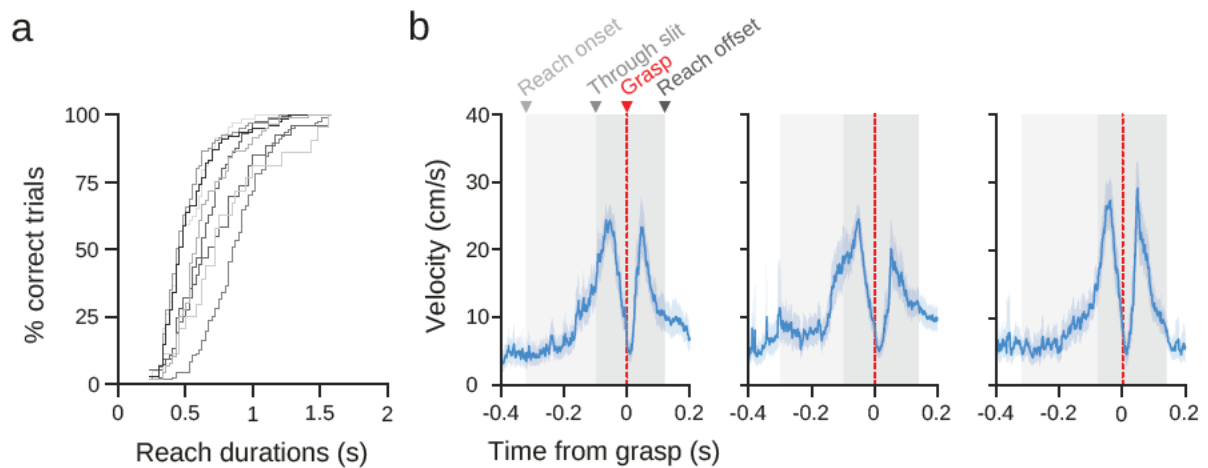 a
b
Reach onset
Through slit
Grasp
Reach offset
% correct trials
100
75
50
25
0
0 0.5 1 1.5 2
Reach durations (s)
Velocity (cm/s)
40
30
20
10
0
-0.4 -0.2 0 0.2
-0.4 -0.2 0 0.2
-0.4 -0.2 0 0.2
Time from grasp (s)